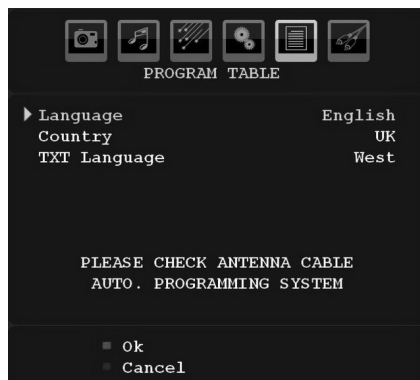 PROGRAM TABLE
Language English
Country UK
TXT Language West
PLEASE CHECK ANTENNA CABLE
AUTO. PROGRAMMING SYSTEM
Ok
Cancel